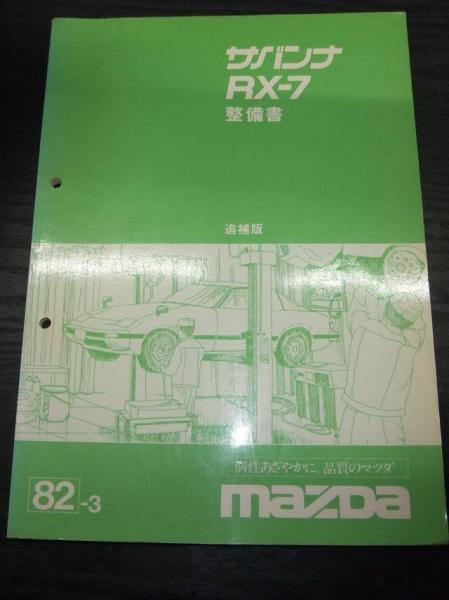 サバンナ
RX-7
整備書
追補版
個性あざやかに。品質のマツダ
82-3
mazda